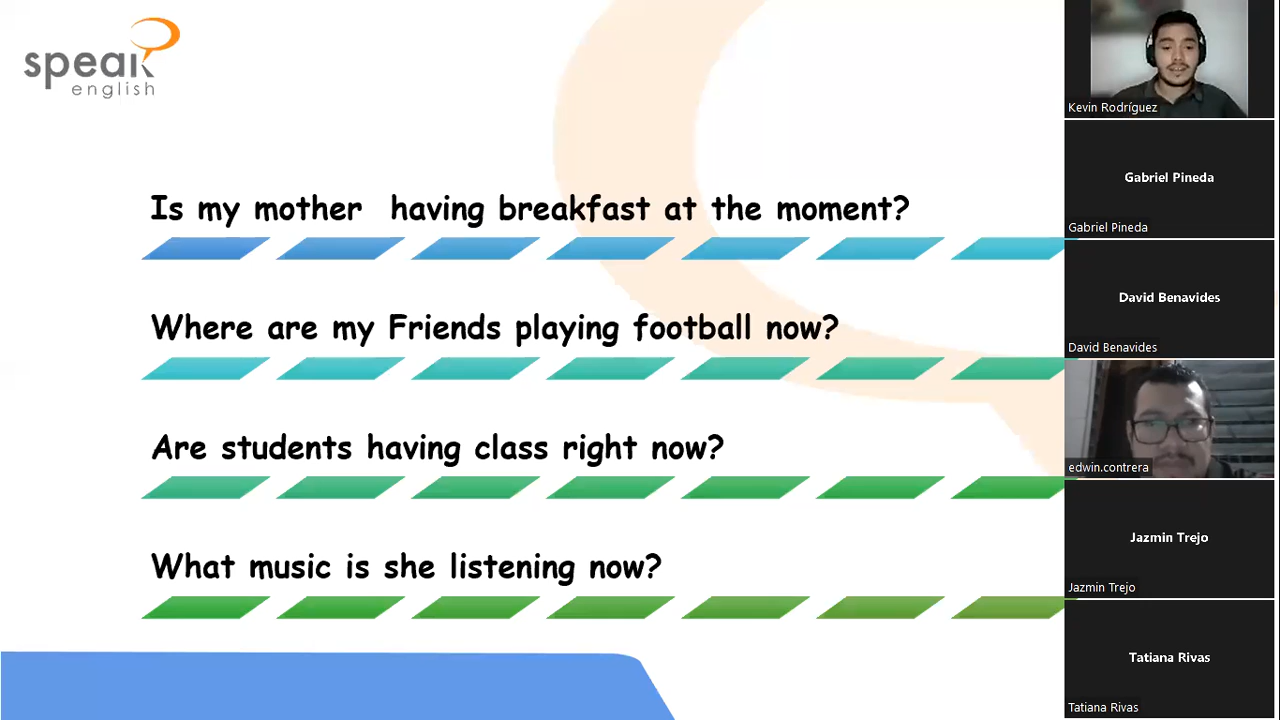 speak
english
Is my mother having breakfast at the moment?
Where are my Friends playing football now?
Are students having class right now?
What music is she listening now?
Kevin Rodríguez
Gabriel Pineda
Gabriel Pineda
David Benavides
David Benavides
edwin.contrera
Jazmin Trejo
Jazmin Trejo
Tatiana Rivas
Tatiana Rivas